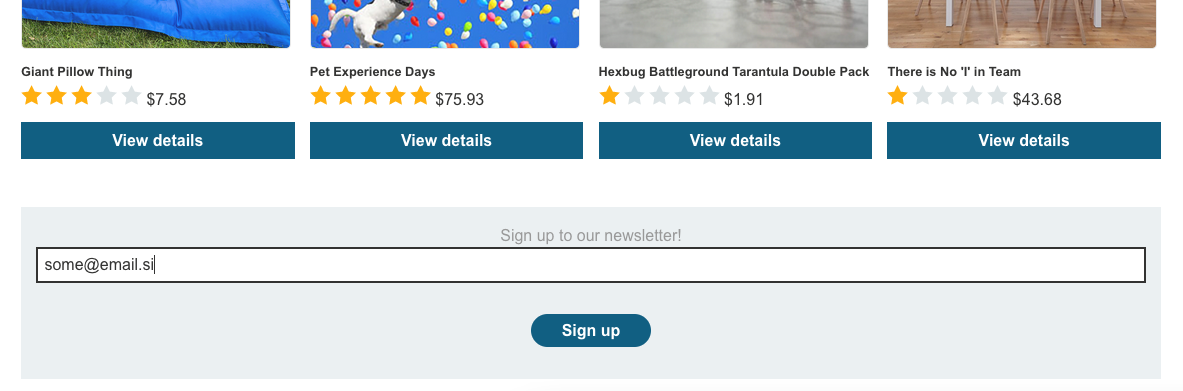 Giant Pillow Thing
$7.58
View details
Pet Experience Days
$75.93
View details
Hexbug Battleground Tarantula Double Pack
$1.91
View details
There is No 'I' in Team
$43.68
View details
Sign up to our newsletter!
some@email.si
Sign up